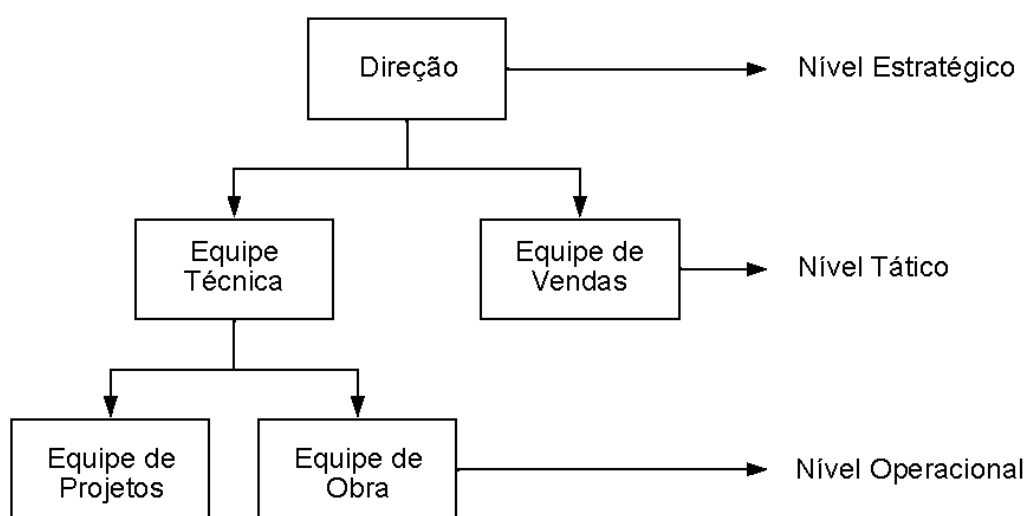 Direção
Nível Estratégico
Equipe
Técnica
Equipe de
Vendas
Nível Tático
Equipe de
Projetos
Equipe de
Obra
Nível Operacional